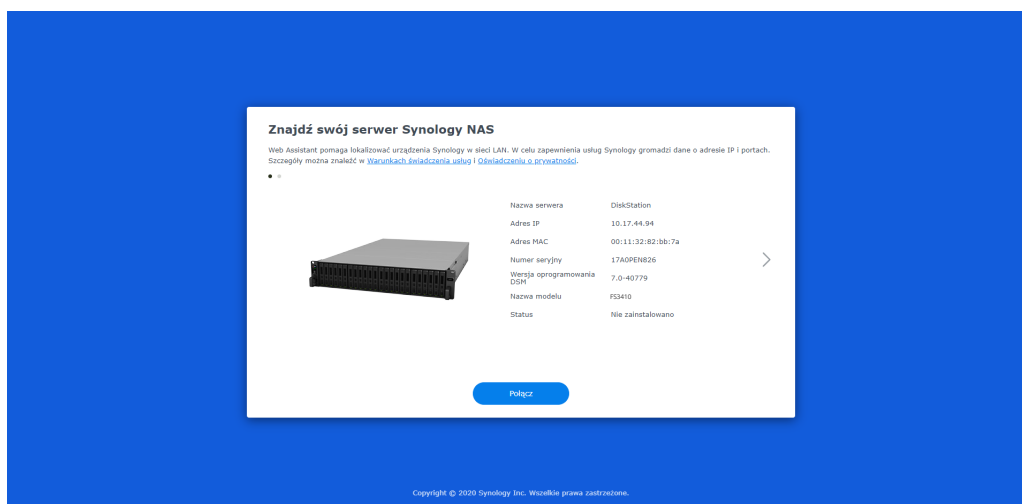 Znajdź swój serwer Synology NAS
Web Assistant pomaga lokalizować urządzenia Synology w sieci LAN. W celu zapewnienia usług Synology gromadzi dane o adresie IP i portach.
Szczegóły można znaleźć w Warunkach świadczenia usług i Oświadczeniu o prywatności.
Nazwa serwera DiskStation
Adres IP 10.17.44.94
Adres MAC 00:11:32:82:bb:7a
Numer seryjny 17A0PEN826
Wersja oprogramowania
DSM 7.0-40779
Nazwa modelu FS3410
Status Nie zainstalowano
Połącz
Copyright © 2020 Synology Inc. Wszelkie prawa zastrzeżone.